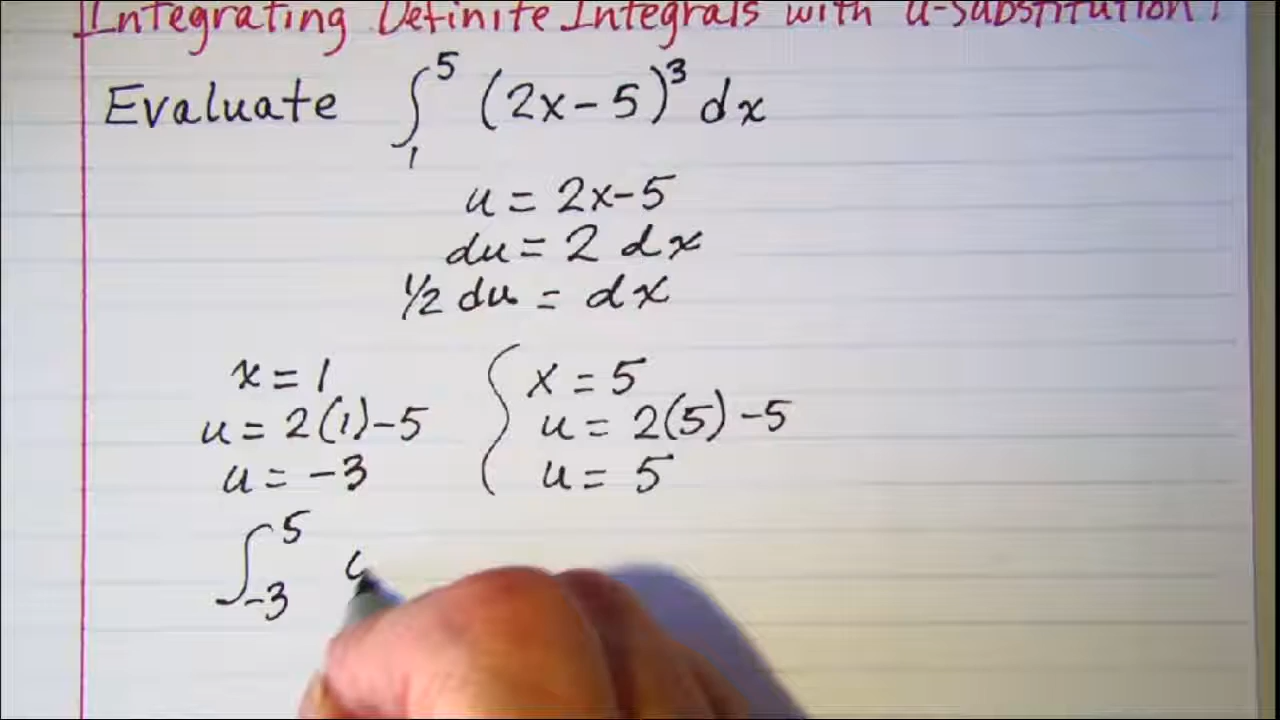 Integrating Definite Integrals with u-substitution!
Evaluate ∫₁⁵ (2x-5)³ dx
u = 2x-5
du = 2 dx
1/2 du = dx
x = 1 { x = 5
u = 2(1)-5 u = 2(5)-5
u = -3 u = 5
∫₋₃⁵